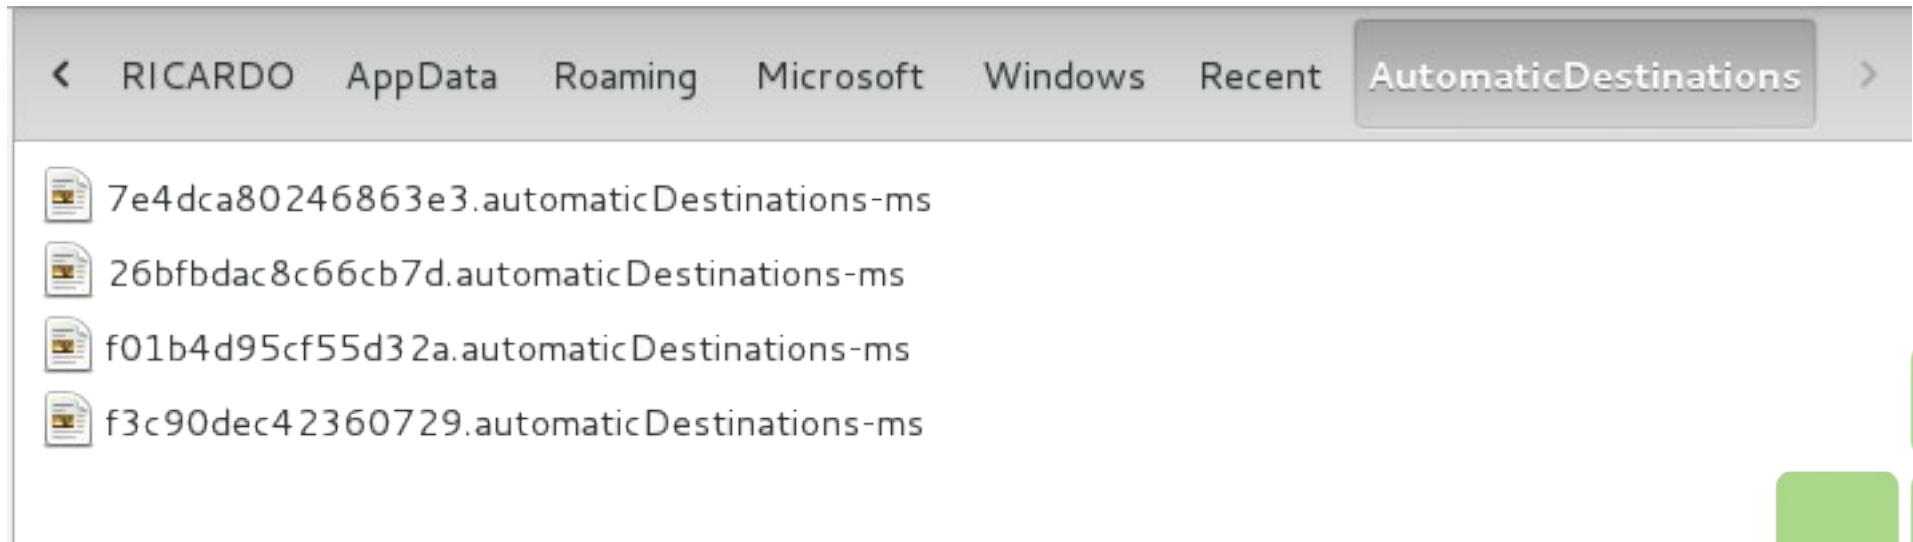 RICARDO AppData Roaming Microsoft Windows Recent AutomaticDestinations
7e4dca80246863e3.automaticDestinations-ms
26bfbdac8c66cb7d.automaticDestinations-ms
f01b4d95cf55d32a.automaticDestinations-ms
f3c90dec42360729.automaticDestinations-ms